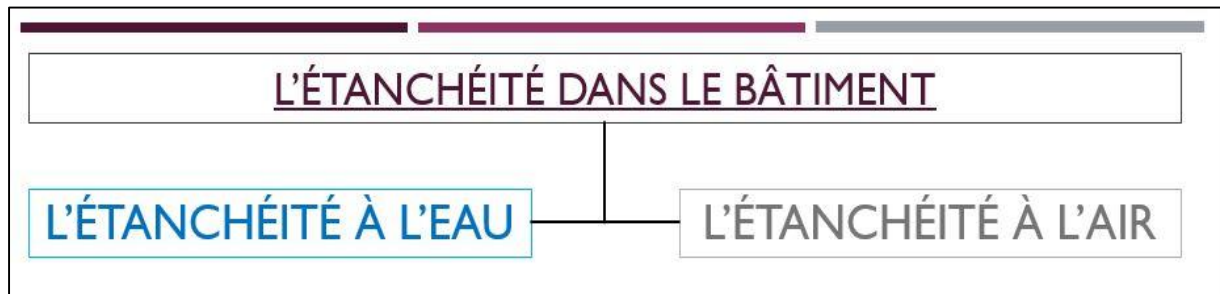 L'ÉTANCHÉITÉ DANS LE BÂTIMENT
L'ÉTANCHÉITÉ À L'EAU
L'ÉTANCHÉITÉ À L'AIR